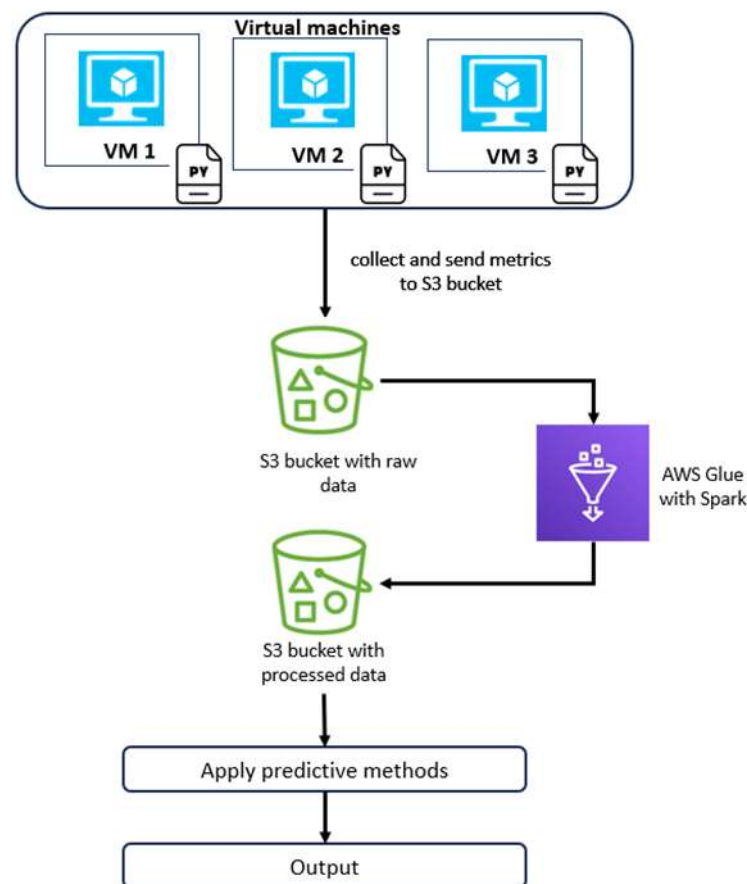 Virtual machines
VM 1
VM 2
VM 3
PY
PY
PY
collect and send metrics
to S3 bucket
S3 bucket with raw
data
AWS Glue
with Spark
S3 bucket with
processed data
Apply predictive methods
Output